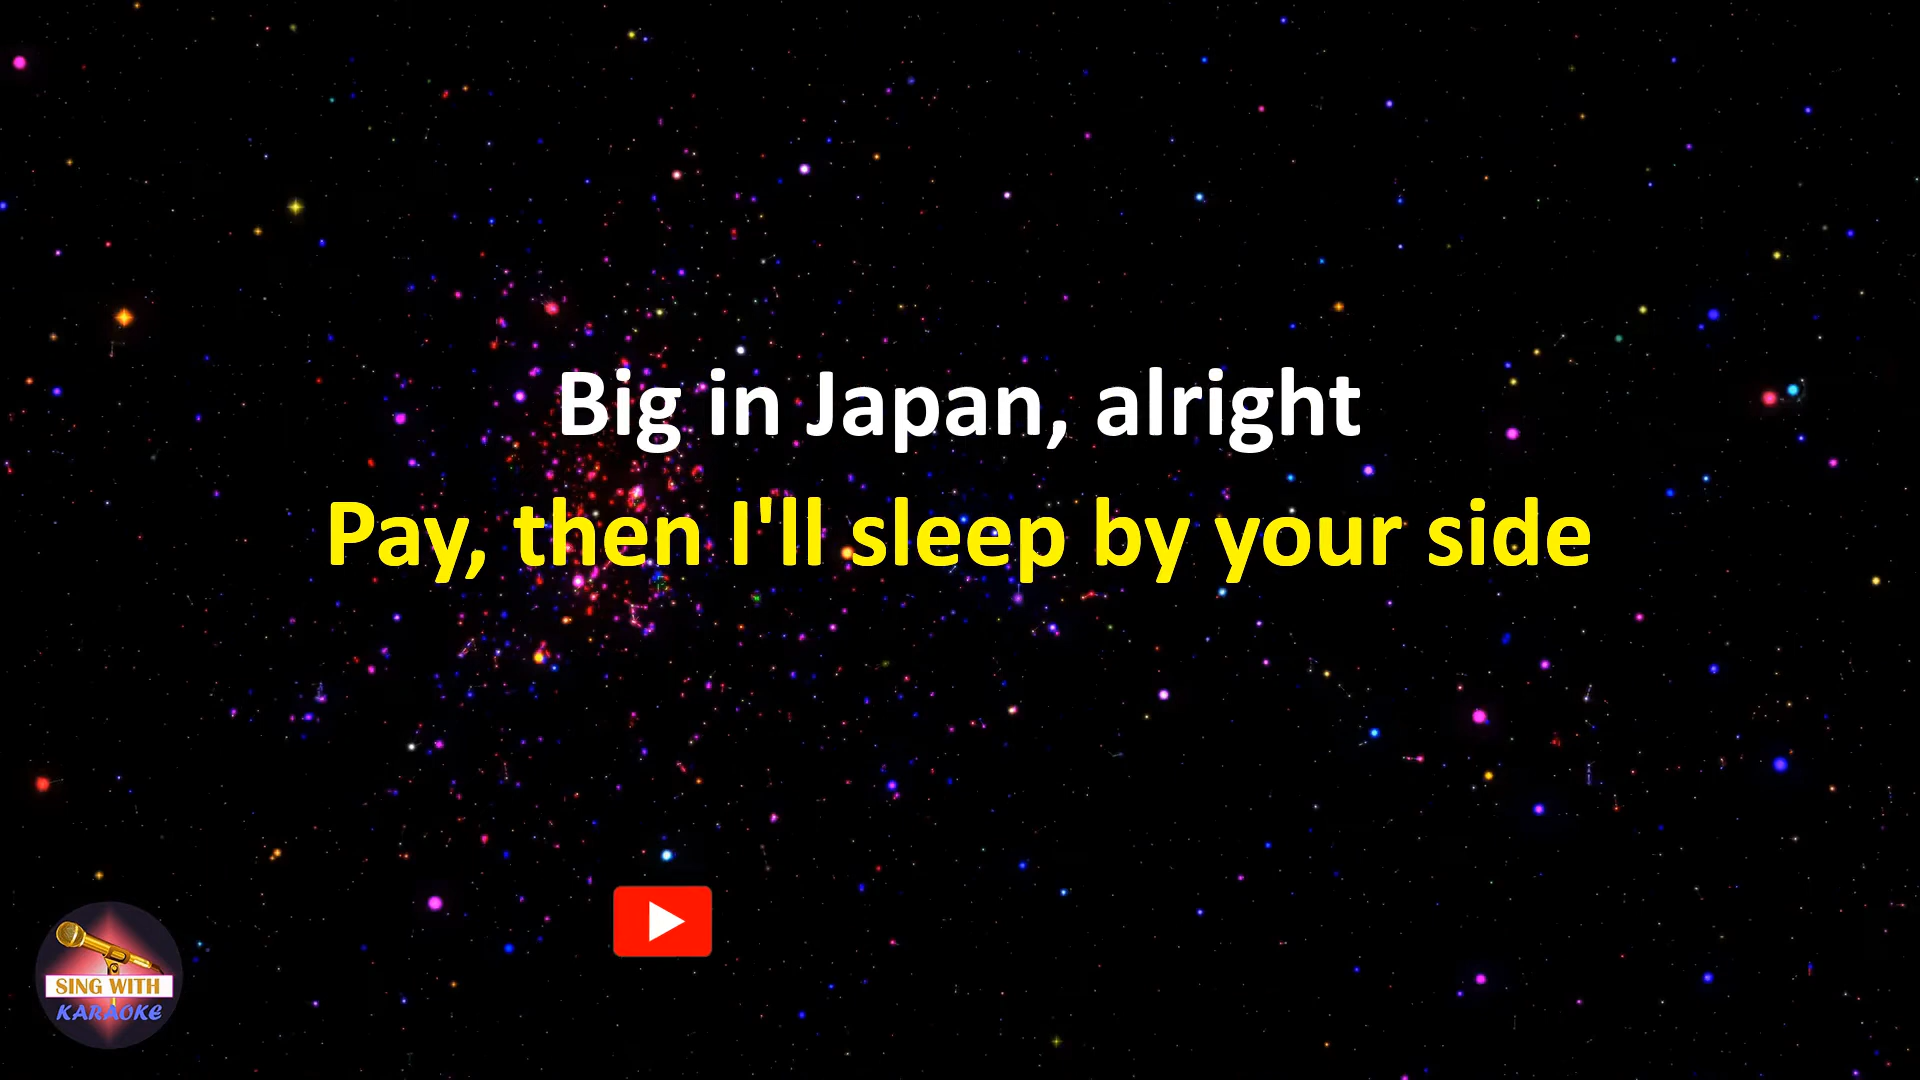 Big in Japan, alright
Pay, then I'll sleep by your side
SING WITH
KARAOKE